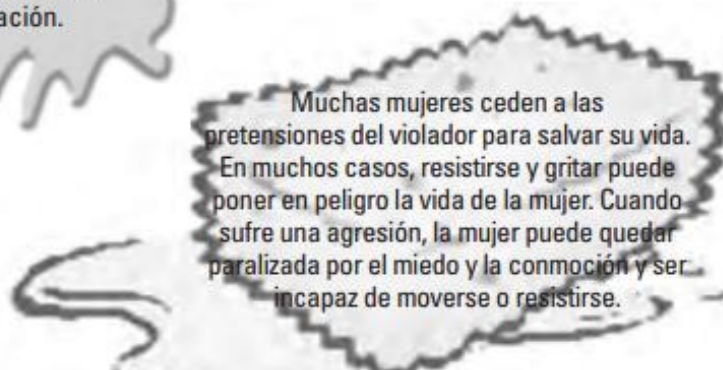 ación.
Muchas mujeres ceden a las
pretensiones del violador para salvar su vida.
En muchos casos, resistirse y gritar puede
poner en peligro la vida de la mujer. Cuando
sufre una agresión, la mujer puede quedar
paralizada por el miedo y la conmoción y ser
incapaz de moverse o resistirse.